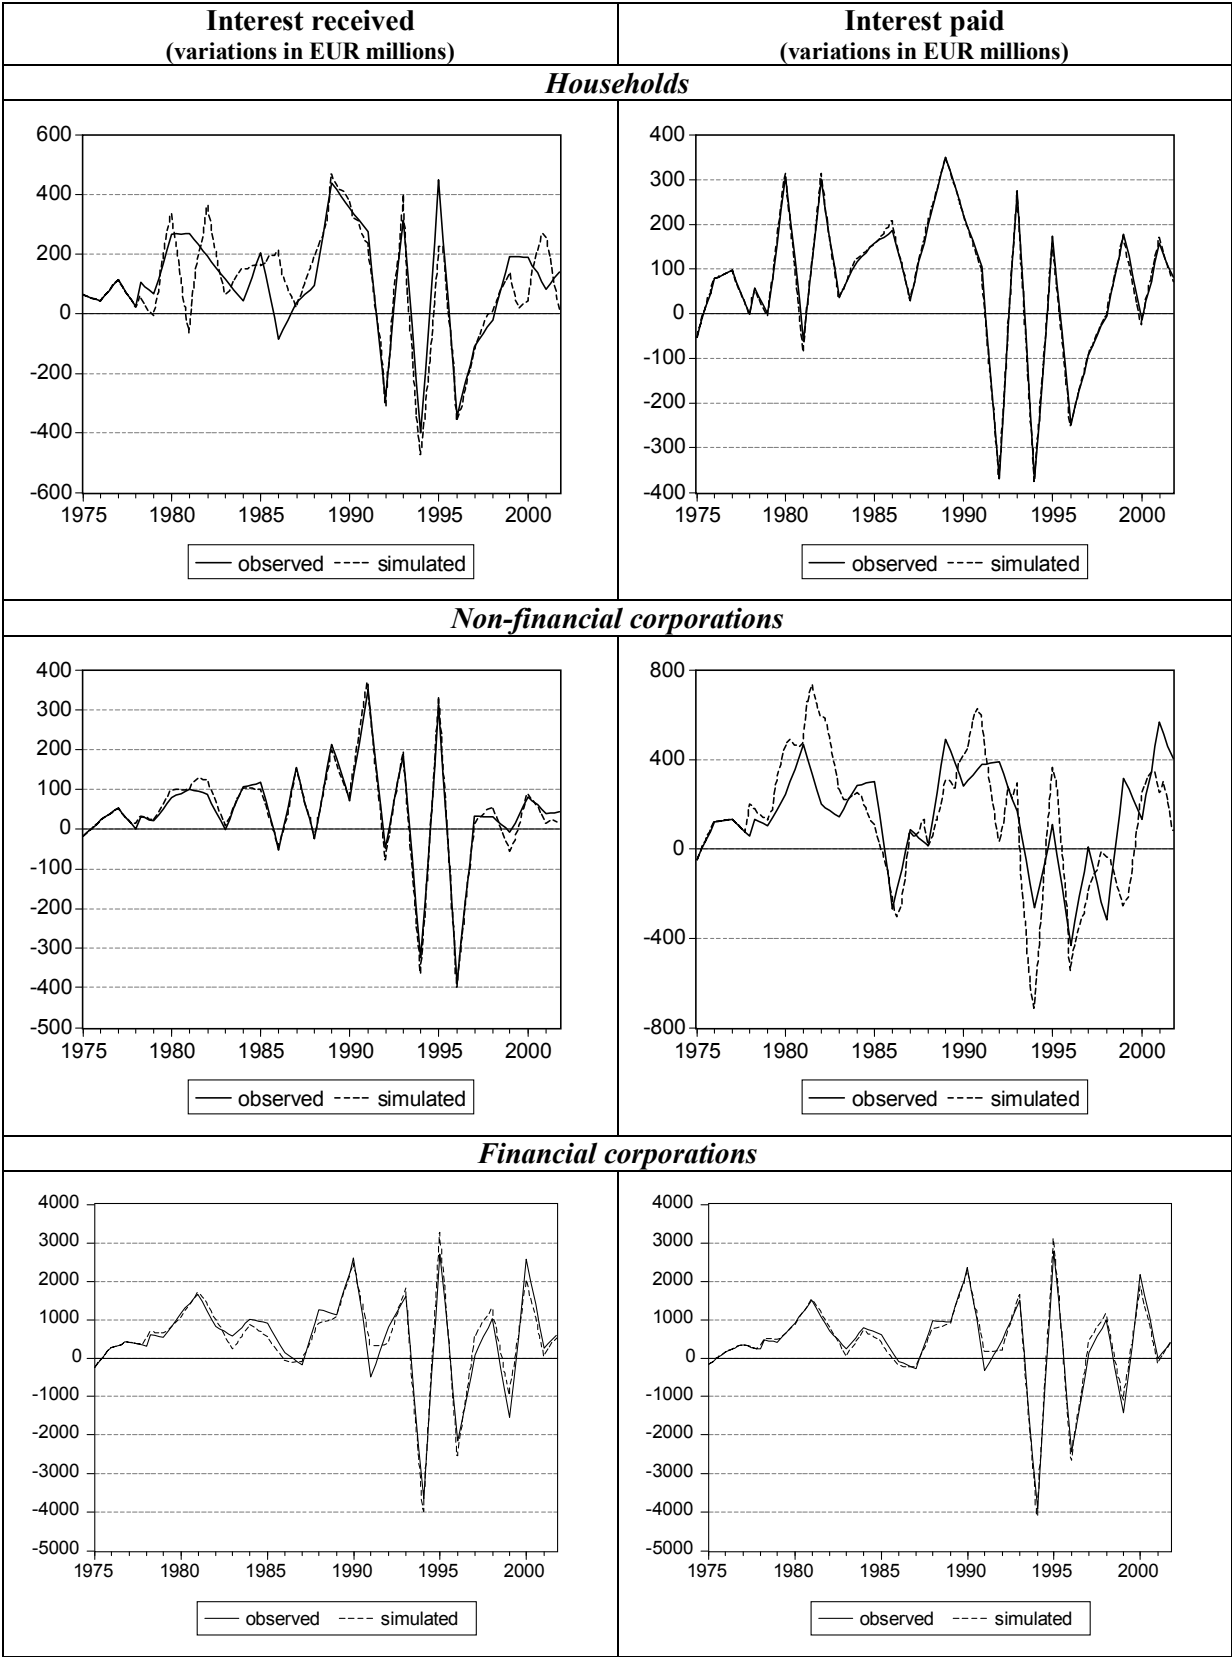 Interest received
(variations in EUR millions)
Interest paid
(variations in EUR millions)
Households
600
400
200
0
-200
-400
-600
1975 1980 1985 1990 1995 2000
observed simulated
400
300
200
100
0
-100
-200
-300
-400
1975 1980 1985 1990 1995 2000
observed simulated
Non-financial corporations
400
300
200
100
0
-100
-200
-300
-400
-500
1975 1980 1985 1990 1995 2000
observed simulated
800
400
0
-400
-800
1975 1980 1985 1990 1995 2000
observed simulated
Financial corporations
4000
3000
2000
1000
0
-1000
-2000
-3000
-4000
-5000
1975 1980 1985 1990 1995 2000
observed simulated
4000
3000
2000
1000
0
-1000
-2000
-3000
-4000
-5000
1975 1980 1985 1990 1995 2000
observed simulated